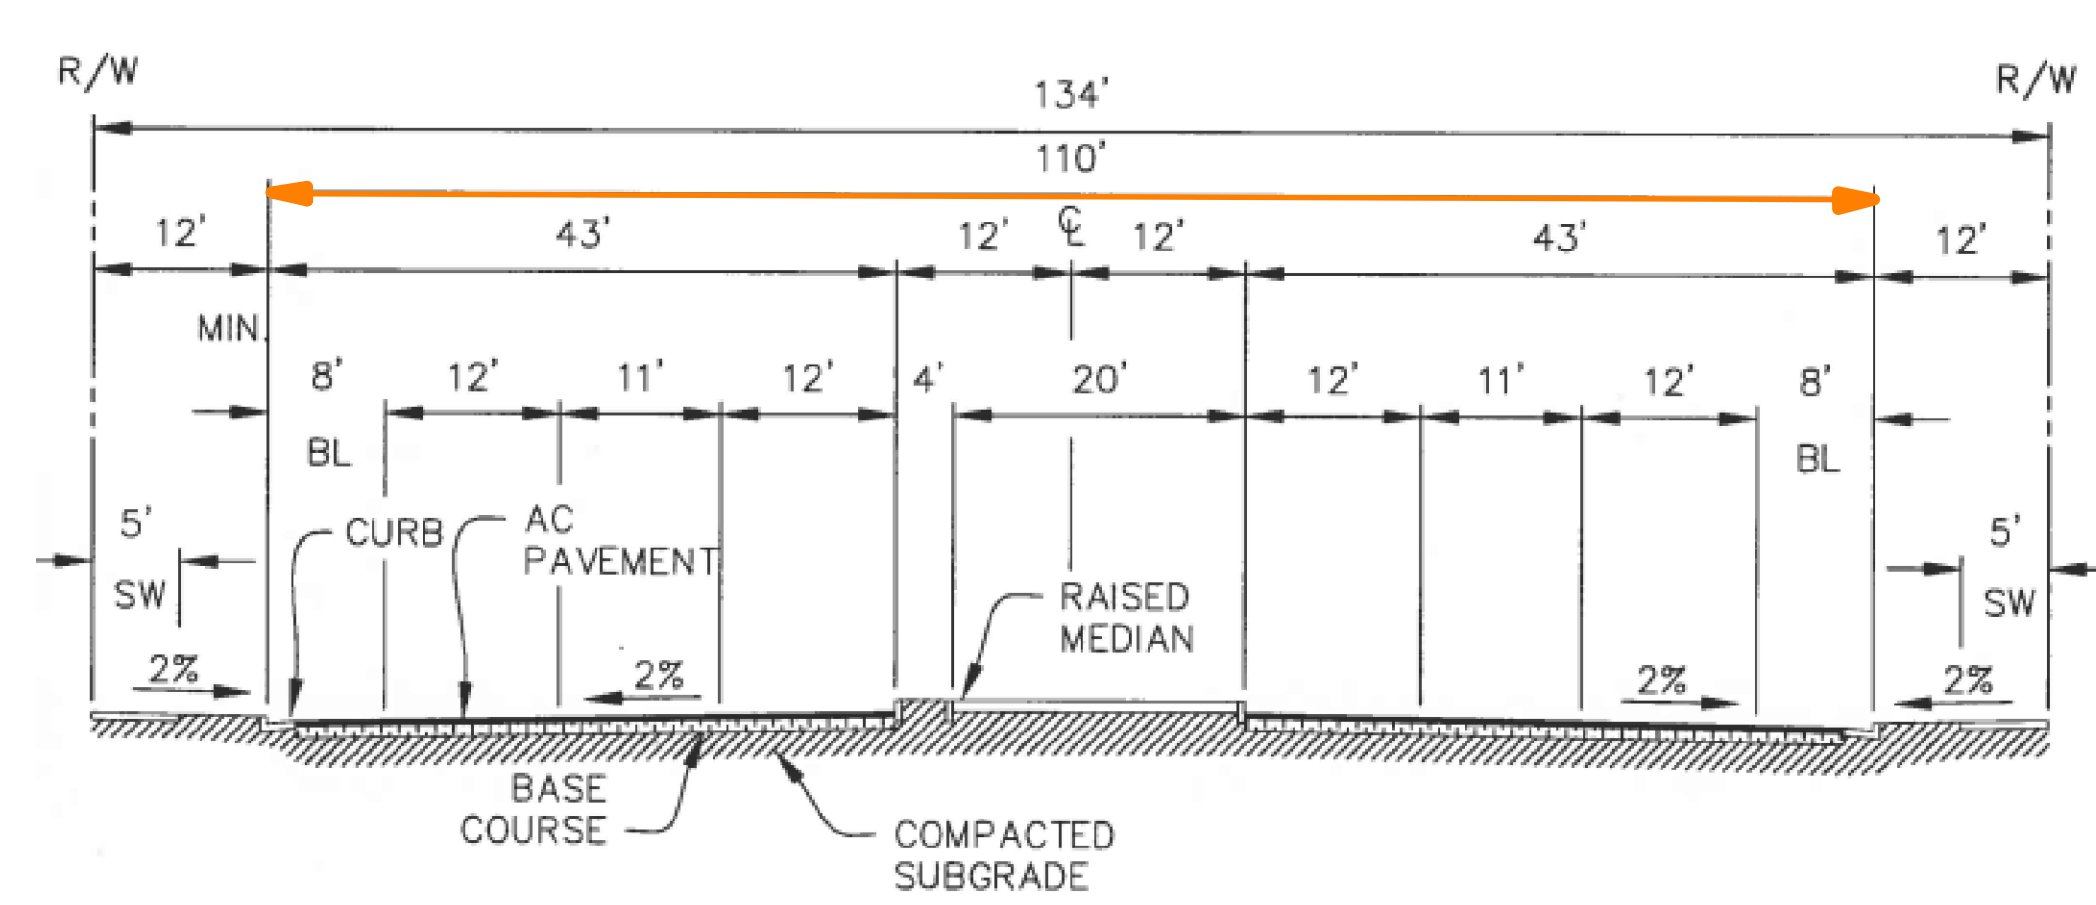 R/W R/W
134'
110'
12' 43' 12' ℄ 12' 43' 12'
MIN.
8' 12' 11' 12' 4' 20' 12' 11' 12' 8'
BL BL
5' CURB AC 5'
PAVEMENT
SW RAISED SW
MEDIAN
2% 2% 2% 2%
BASE
COURSE
COMPACTED
SUBGRADE